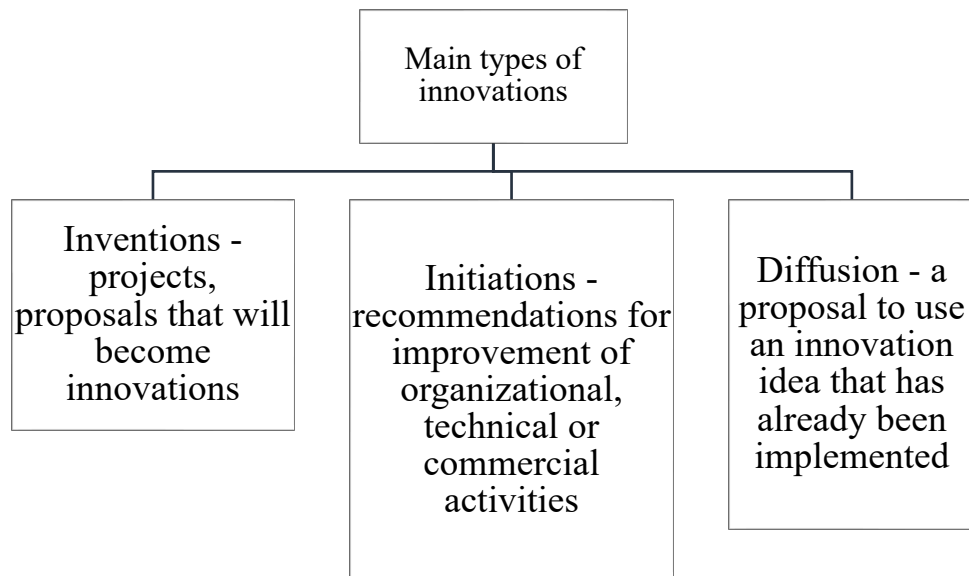 Main types of
innovations
Inventions -
projects,
proposals that will
become
innovations
Initiations -
recommendations for
improvement of
organizational,
technical or
commercial
activities
Diffusion - a
proposal to use
an innovation
idea that has
already been
implemented